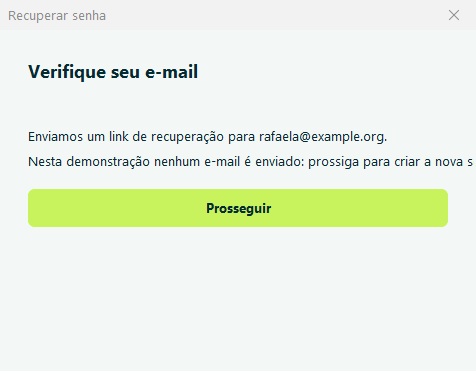 Recuperar senha
Verifique seu e-mail
Enviamos um link de recuperação para rafaela@example.org.
Nesta demonstração nenhum e-mail é enviado: prossiga para criar a nova s
Prosseguir